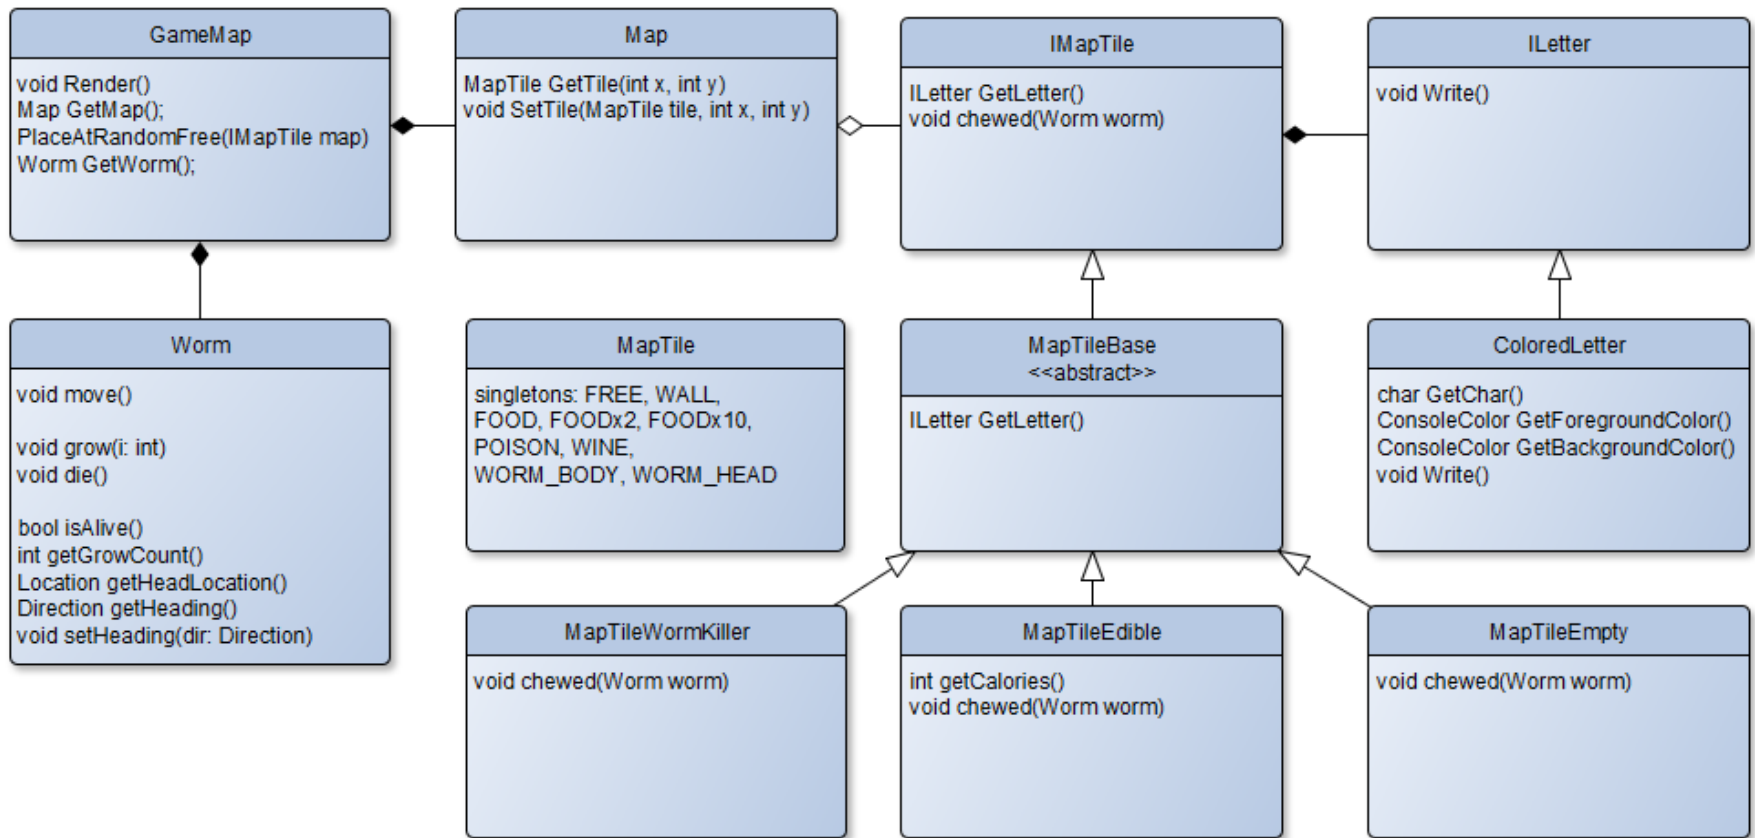 GameMap
void Render()
Map GetMap();
PlaceAtRandomFree(IMapTile map)
Worm GetWorm();
Map
MapTile GetTile(int x, int y)
void SetTile(MapTile tile, int x, int y)
IMapTile
ILetter GetLetter()
void chewed(Worm worm)
ILetter
void Write()
Worm
void move()
void grow(i: int)
void die()
bool isAlive()
int getGrowCount()
Location getHeadLocation()
Direction getHeading()
void setHeading(dir: Direction)
MapTile
singletons: FREE, WALL,
FOOD, FOODx2, FOODx10,
POISON, WINE,
WORM_BODY, WORM_HEAD
MapTileBase
<<abstract>>
ILetter GetLetter()
ColoredLetter
char GetChar()
ConsoleColor GetForegroundColor()
ConsoleColor GetBackgroundColor()
void Write()
MapTileWormKiller
void chewed(Worm worm)
MapTileEdible
int getCalories()
void chewed(Worm worm)
MapTileEmpty
void chewed(Worm worm)